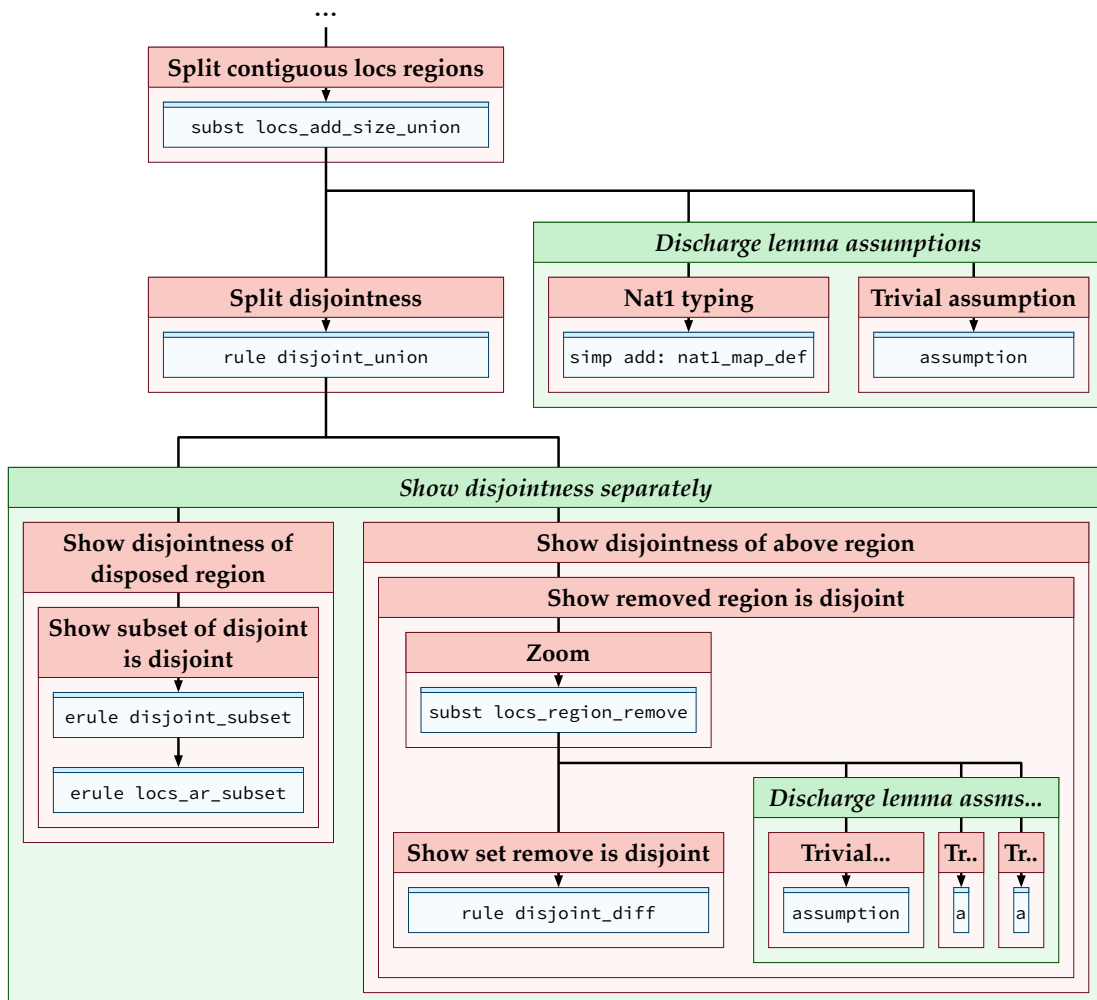 ...
Split contiguous locs regions
subst locs_add_size_union
Discharge lemma assumptions
Split disjointness
Nat1 typing
Trivial assumption
rule disjoint_union
simp add: nat1_map_def
assumption
Show disjointness separately
Show disjointness of
disposed region
Show disjointness of above region
Show removed region is disjoint
Show subset of disjoint
is disjoint
Zoom
erule disjoint_subset
subst locs_region_remove
erule locs_ar_subset
Discharge lemma assms...
Show set remove is disjoint
Trivial...
Tr..
Tr..
rule disjoint_diff
assumption
a
a